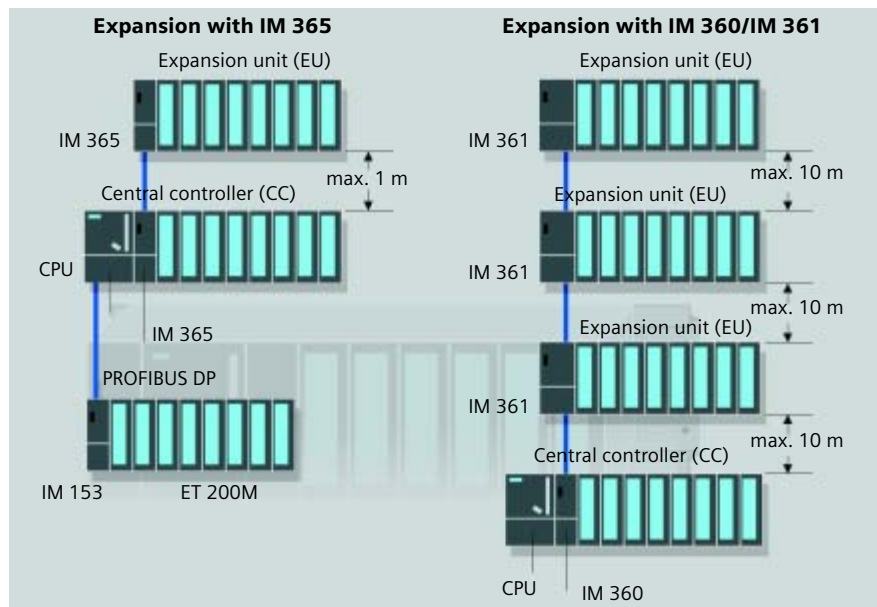 Expansion with IM 365
Expansion unit (EU)
IM 365
max. 1 m
Central controller (CC)
CPU
IM 365
PROFIBUS DP
IM 153
ET 200M
Expansion with IM 360/IM 361
Expansion unit (EU)
IM 361
max. 10 m
Expansion unit (EU)
IM 361
max. 10 m
Expansion unit (EU)
IM 361
max. 10 m
Central controller (CC)
CPU
IM 360